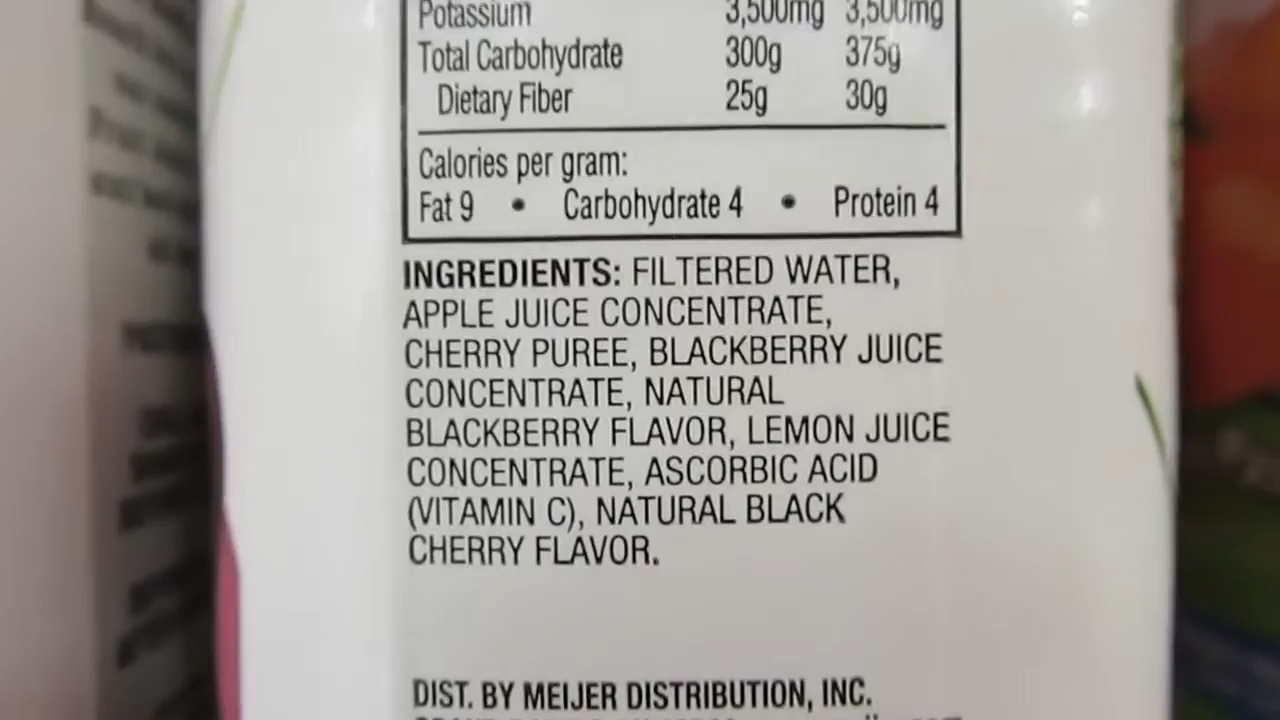 Potassium 3,500mg 3,500mg
Total Carbohydrate 300g 375g
Dietary Fiber 25g 30g
Calories per gram:
Fat 9 • Carbohydrate 4 • Protein 4
INGREDIENTS: FILTERED WATER,
APPLE JUICE CONCENTRATE,
CHERRY PUREE, BLACKBERRY JUICE
CONCENTRATE, NATURAL
BLACKBERRY FLAVOR, LEMON JUICE
CONCENTRATE, ASCORBIC ACID
(VITAMIN C), NATURAL BLACK
CHERRY FLAVOR.
DIST. BY MEIJER DISTRIBUTION, INC.